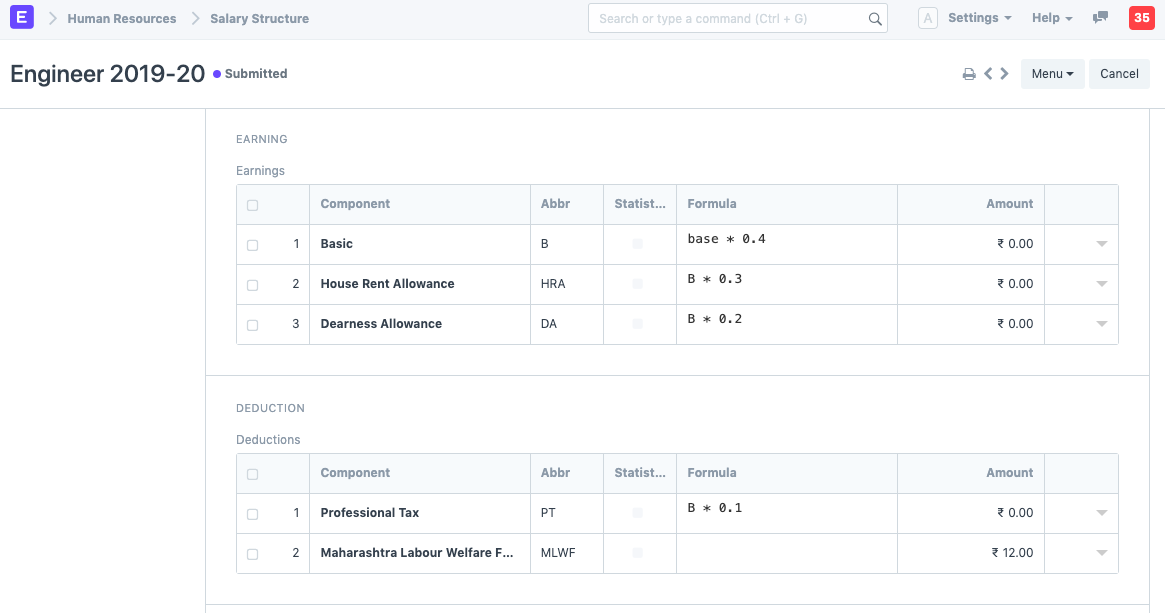 E Human Resources Salary Structure Search or type a command (Ctrl + G) A Settings Help 35
Engineer 2019-20 Submitted Menu Cancel
EARNING
Earnings
Component Abbr Statist... Formula Amount
1 Basic B base * 0.4 ₹ 0.00
2 House Rent Allowance HRA B * 0.3 ₹ 0.00
3 Dearness Allowance DA B * 0.2 ₹ 0.00
DEDUCTION
Deductions
Component Abbr Statist... Formula Amount
1 Professional Tax PT B * 0.1 ₹ 0.00
2 Maharashtra Labour Welfare F... MLWF ₹ 12.00